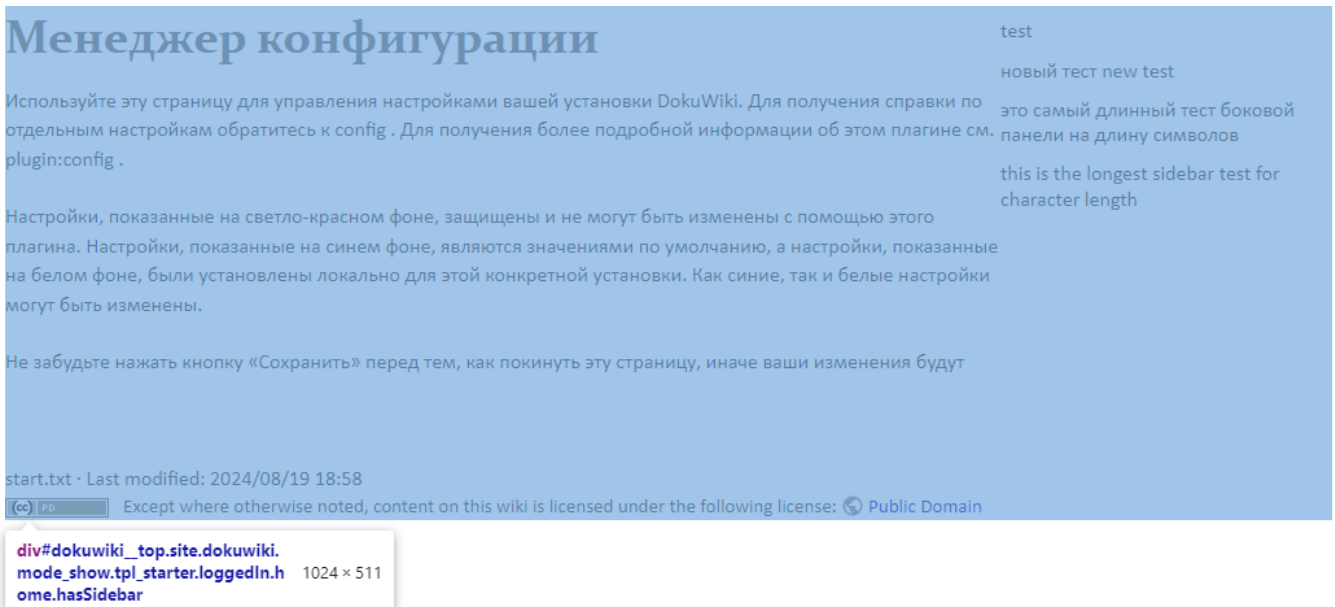 Менеджер конфигурации
Используйте эту страницу для управления настройками вашей установки DokuWiki. Для получения справки по
отдельным настройкам обратитесь к config . Для получения более подробной информации об этом плагине см.
plugin:config .
Настройки, показанные на светло-красном фоне, защищены и не могут быть изменены с помощью этого
плагина. Настройки, показанные на синем фоне, являются значениями по умолчанию, а настройки, показанные
на белом фоне, были установлены локально для этой конкретной установки. Как синие, так и белые настройки
могут быть изменены.
Не забудьте нажать кнопку «Сохранить» перед тем, как покинуть эту страницу, иначе ваши изменения будут
test
новый тест new test
это самый длинный тест боковой
панели на длину символов
this is the longest sidebar test for
character length
start.txt · Last modified: 2024/08/19 18:58
(cc) PD Except where otherwise noted, content on this wiki is licensed under the following license: Public Domain
div#dokuwiki__top.site.dokuwiki.
mode_show.tpl_starter.loggedIn.h 1024 × 511
ome.hasSidebar